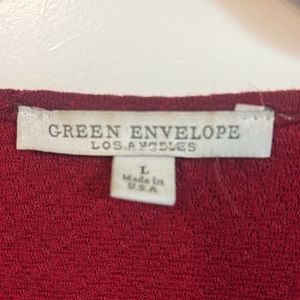 GREEN ENVELOPE
LOS ANGELES
L
Made in
U.S.A